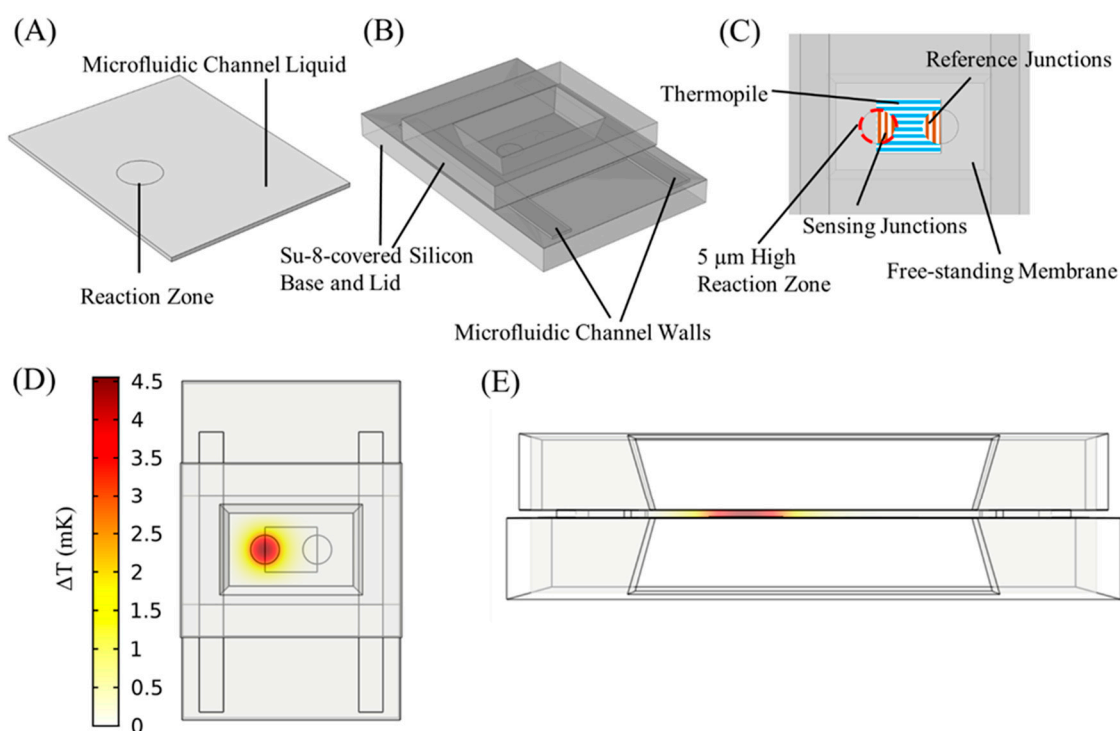 (A)
Microfluidic Channel Liquid
Reaction Zone
(B)
Su-8-covered Silicon
Base and Lid
Microfluidic Channel Walls
(C)
Reference Junctions
Thermopile
Sensing Junctions
5 μm High
Reaction Zone
Free-standing Membrane
(D)
ΔT (mK)
4.5
4
3.5
3
2.5
2
1.5
1
0.5
0
(E)